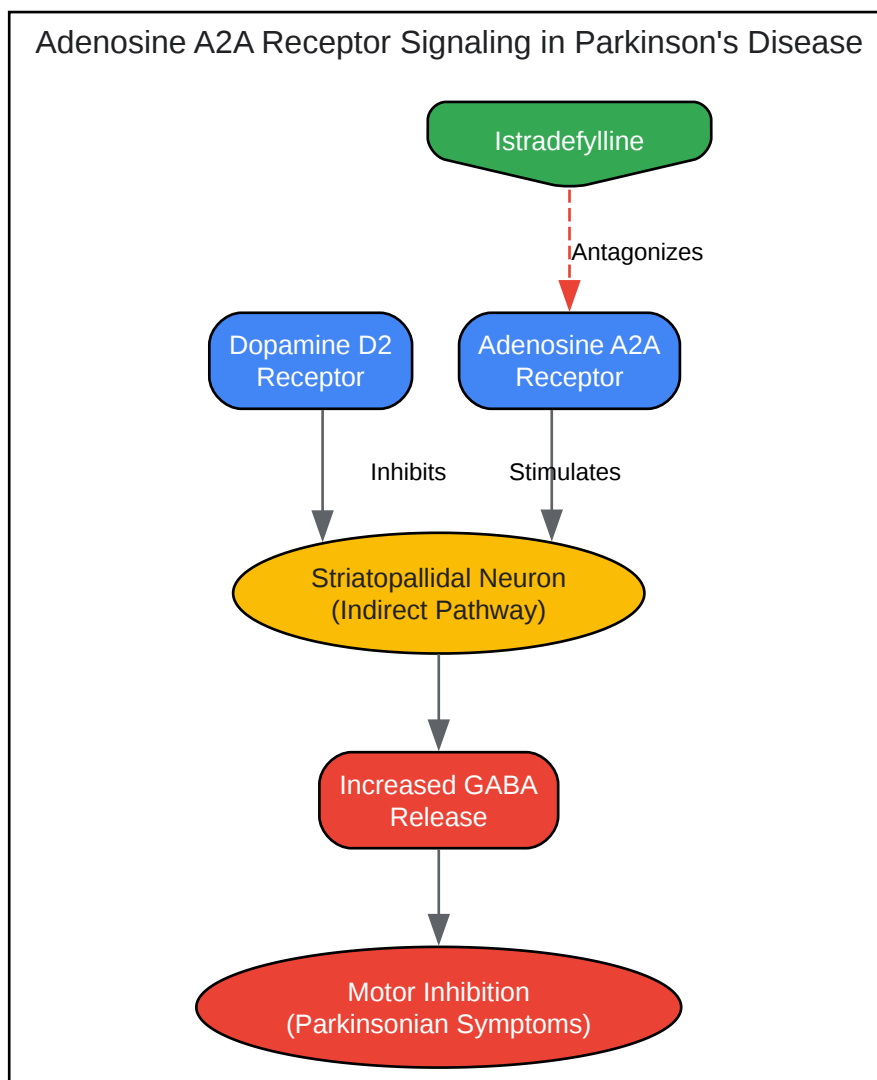 Adenosine A2A Receptor Signaling in Parkinson's Disease
Istradefylline
Antagonizes
Dopamine D2
Receptor
Adenosine A2A
Receptor
Inhibits
Stimulates
Striatopallidal Neuron
(Indirect Pathway)
Increased GABA
Release
Motor Inhibition
(Parkinsonian Symptoms)